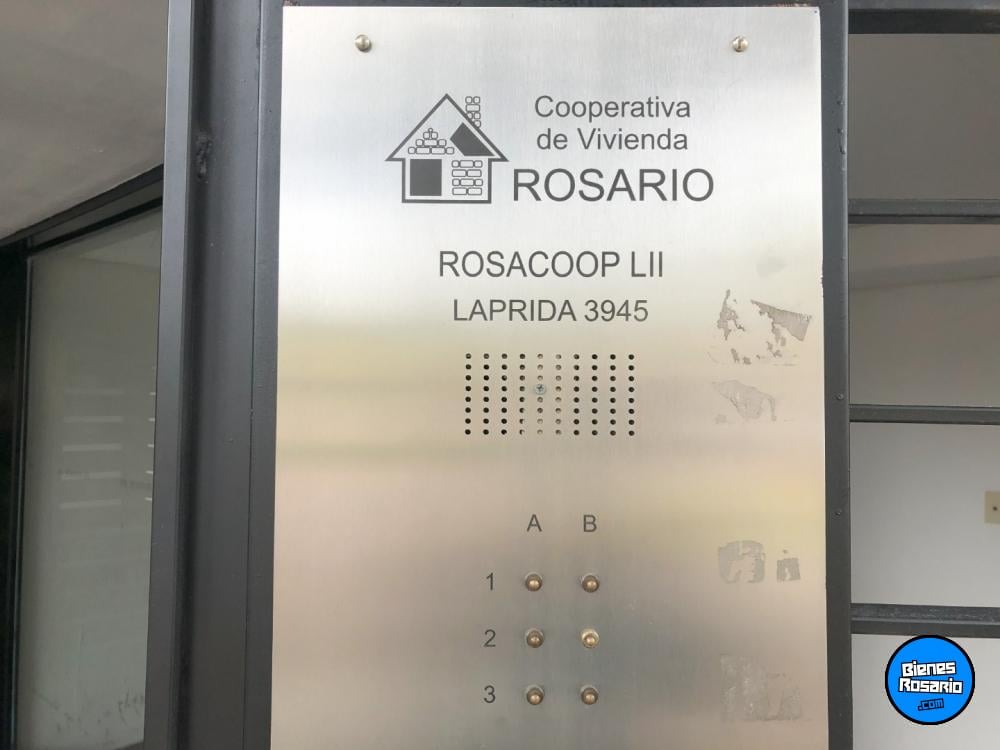 Cooperativa
de Vivienda
ROSARIO
ROSACOOP LII
LAPRIDA 3945
A B
1
2
3
Bienes
Rosario
.com